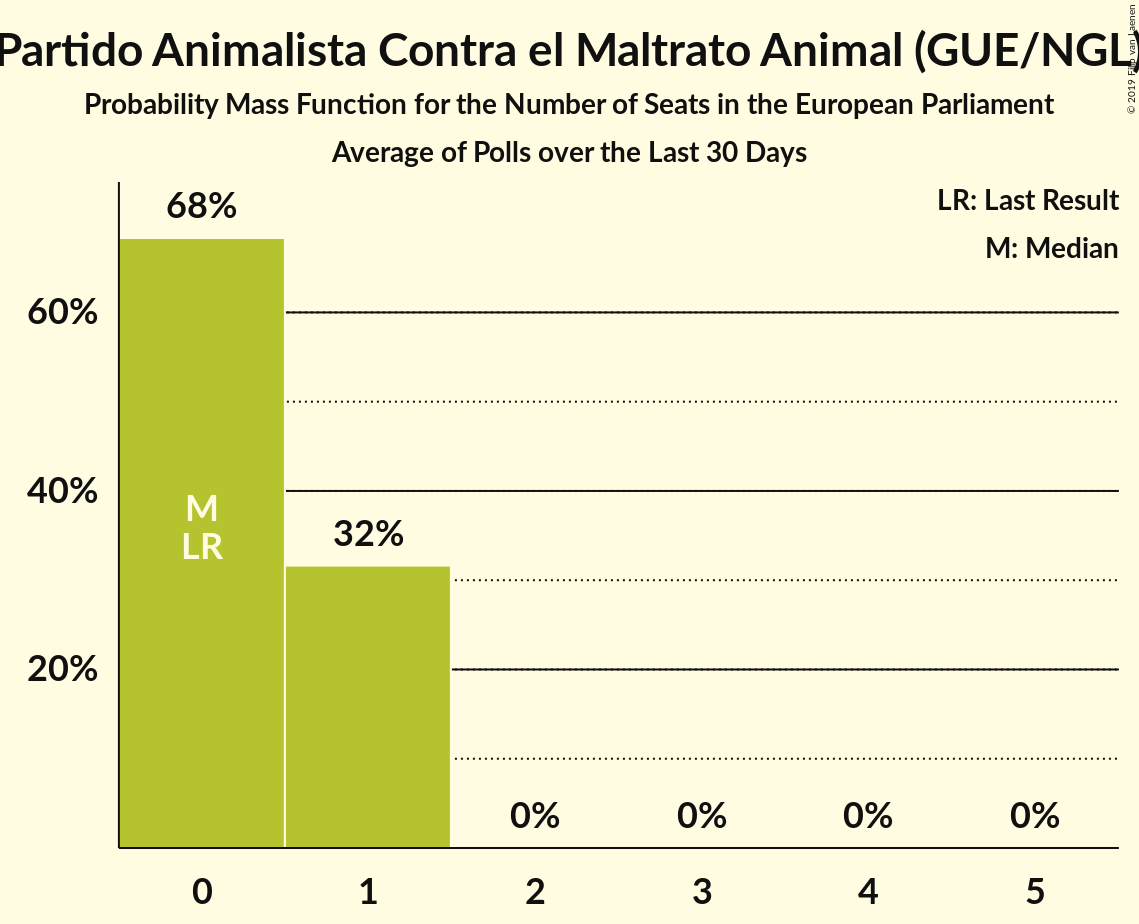 Partido Animalista Contra el Maltrato Animal (GUE/NGL)
Probability Mass Function for the Number of Seats in the European Parliament
Average of Polls over the Last 30 Days
© 2019 Filip van Laenen
LR: Last Result
M: Median
68%
60%
40%
M
LR
32%
20%
0% 0% 0% 0%
0 1 2 3 4 5